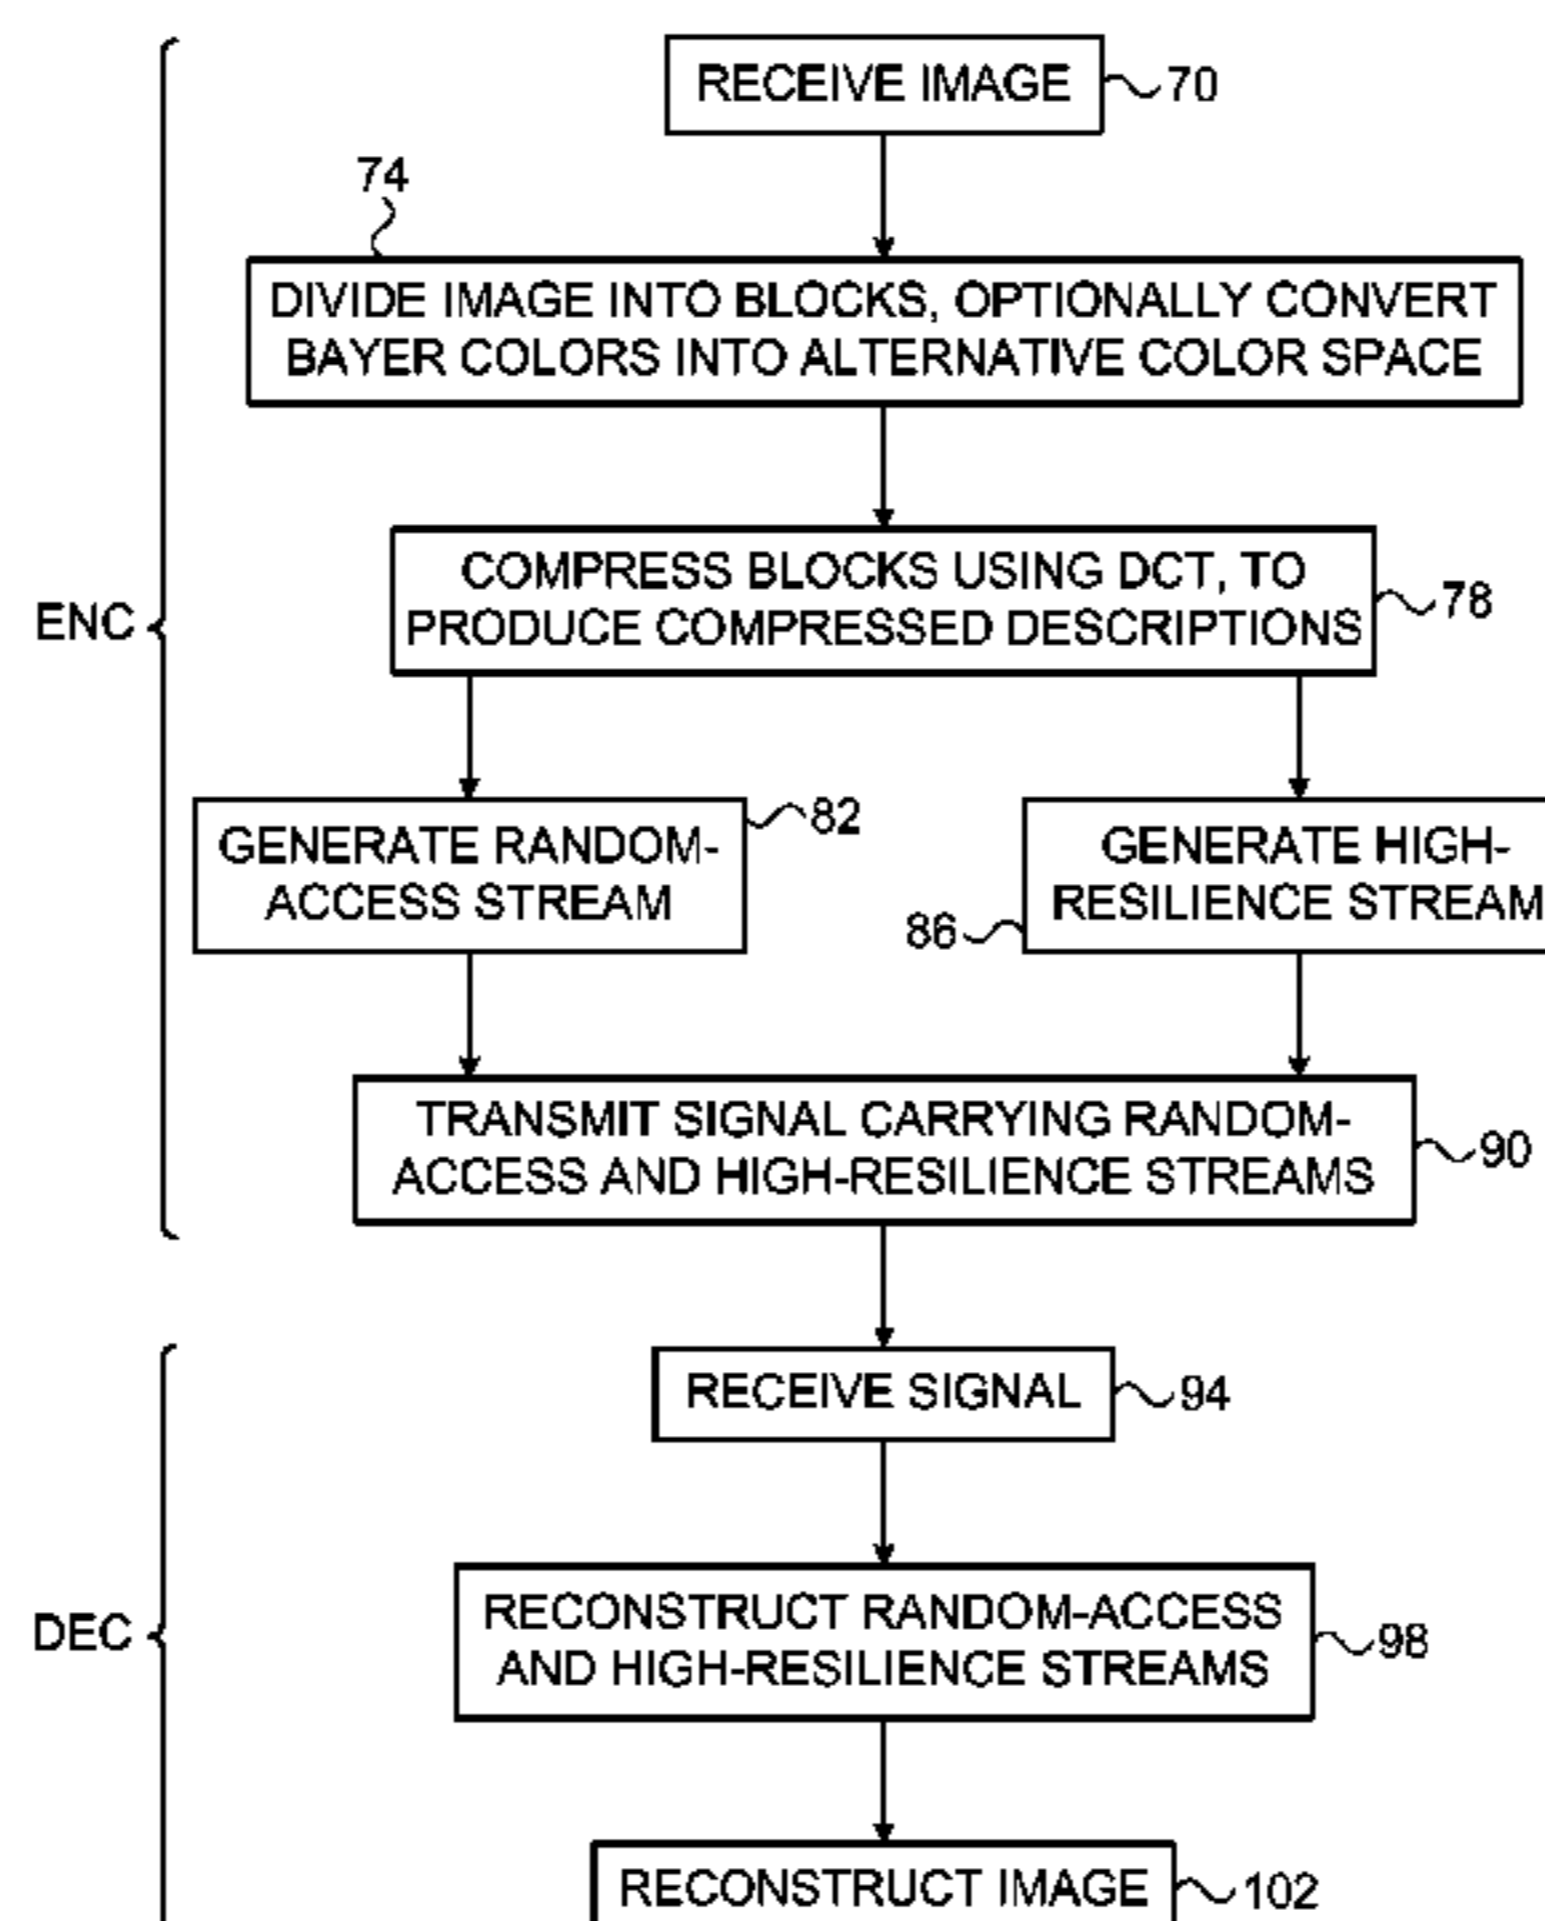 RECEIVE IMAGE
70
74
DIVIDE IMAGE INTO BLOCKS, OPTIONALLY CONVERT
BAYER COLORS INTO ALTERNATIVE COLOR SPACE
COMPRESS BLOCKS USING DCT, TO
PRODUCE COMPRESSED DESCRIPTIONS
78
ENC
GENERATE RANDOM-
ACCESS STREAM
82
GENERATE HIGH-
RESILIENCE STREAM
86
TRANSMIT SIGNAL CARRYING RANDOM-
ACCESS AND HIGH-RESILIENCE STREAMS
90
RECEIVE SIGNAL
94
DEC
RECONSTRUCT RANDOM-ACCESS
AND HIGH-RESILIENCE STREAMS
98
RECONSTRUCT IMAGE
102